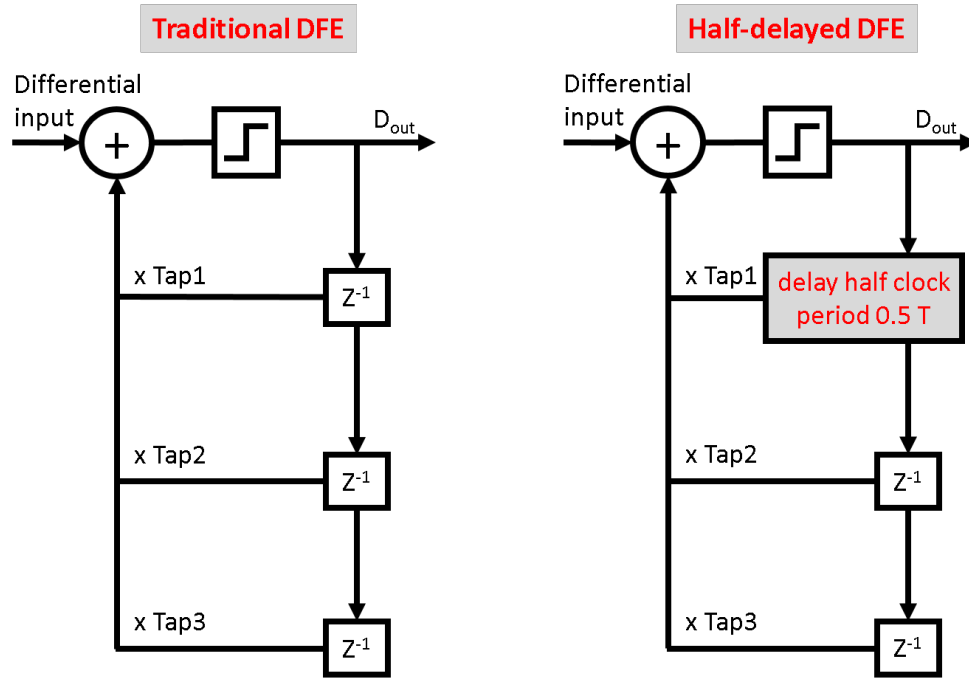 Traditional DFE
Differential
input
+
Dout
x Tap1
Z-1
x Tap2
Z-1
x Tap3
Z-1
Half-delayed DFE
Differential
input
+
Dout
x Tap1
delay half clock
period 0.5 T
x Tap2
Z-1
x Tap3
Z-1